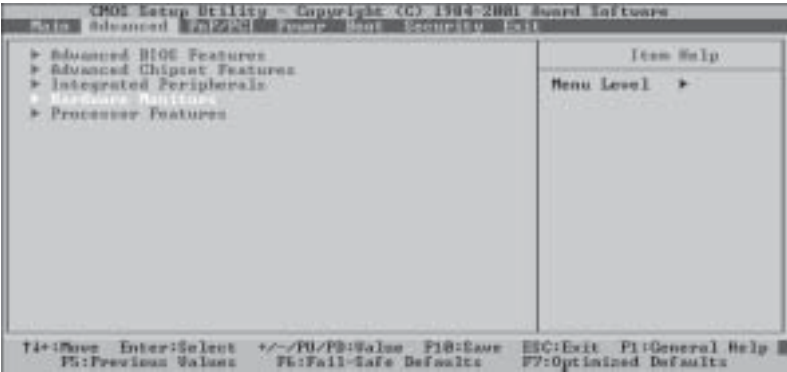 CMOS Setup Utility - Copyright (C) 1984-2001 Award Software
Main Advanced PnP/PCI Power Boot Security Exit
▶ Advanced BIOS Features
▶ Advanced Chipset Features
▶ Integrated Peripherals
▶ Hardware Monitors
▶ Processor Features
Item Help
Menu Level ▶
↑↓↔:Move Enter:Select +/-/PU/PD:Value F10:Save ESC:Exit F1:General Help
F5:Previous Values F6:Fail-Safe Defaults F7:Optimized Defaults